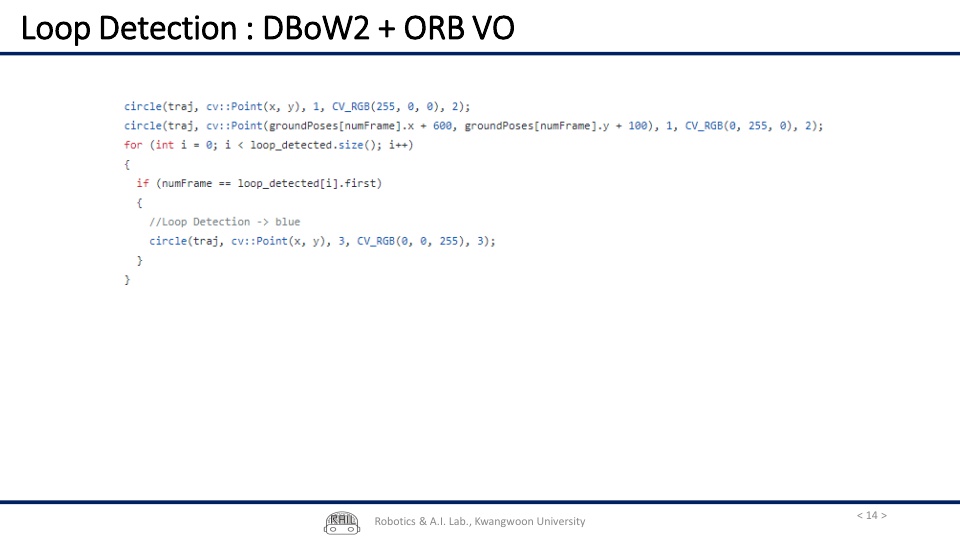 Loop Detection : DBoW2 + ORB VO
circle(traj, cv::Point(x, y), 1, CV_RGB(255, 0, 0), 2);
circle(traj, cv::Point(groundPoses[numFrame].x + 600, groundPoses[numFrame].y + 100), 1, CV_RGB(0, 255, 0), 2);
for (int i = 0; i < loop_detected.size(); i++)
{
if (numFrame == loop_detected[i].first)
{
//Loop Detection -> blue
circle(traj, cv::Point(x, y), 3, CV_RGB(0, 0, 255), 3);
}
}
RAIL
Robotics & A.I. Lab., Kwangwoon University
< 14 >